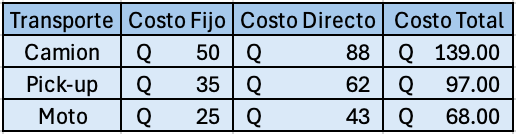 Transporte Costo Fijo Costo Directo Costo Total
Camion Q 50 Q 88 Q 139.00
Pick-up Q 35 Q 62 Q 97.00
Moto Q 25 Q 43 Q 68.00